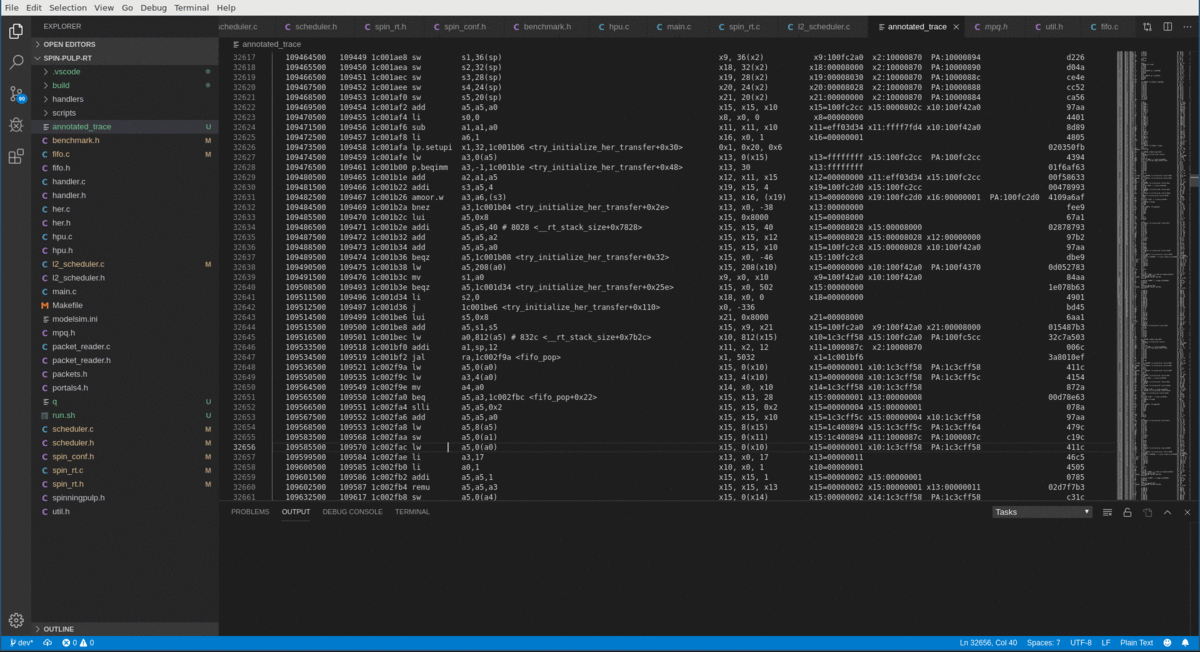 File Edit Selection View Go Debug Terminal Help
EXPLORER
OPEN EDITORS
SPIN-PULP-RT
.vscode
build
handlers
scripts
annotated_trace U
benchmark.h M
fifo.c M
fifo.h
handler.c
handler.h
her.c
her.h
hpu.c
hpu.h
l2_scheduler.c M
l2_scheduler.h
main.c
Makefile
modelsim.ini
mpq.h
packet_reader.c
packet_reader.h
packets.h
portals4.h
q U
run.sh U
scheduler.c M
scheduler.h M
spin_conf.h M
spin_rt.c M
spin_rt.h M
spinningpulp.h
util.h
OUTLINE
scheduler.c scheduler.h spin_rt.h spin_conf.h benchmark.h hpu.c main.c spin_rt.c l2_scheduler.c annotated_trace mpq.h util.h fifo.c
annotated_trace
32617 109464500 109449 1c001ae8 sw s1,36(sp) x9, 36(x2) x9:100fc2a0 x2:10000870 PA:10000894 d226
32618 109465500 109450 1c001aea sw s2,32(sp) x18, 32(x2) x18:00008000 x2:10000870 PA:10000890 d04a
32619 109466500 109451 1c001aec sw s3,28(sp) x19, 28(x2) x19:00008030 x2:10000870 PA:1000088c ce4e
32620 109467500 109452 1c001aee sw s4,24(sp) x20, 24(x2) x20:00008028 x2:10000870 PA:10000888 cc52
32621 109468500 109453 1c001af0 sw s5,20(sp) x21, 20(x2) x21:00000000 x2:10000870 PA:10000884 ca56
32622 109469500 109454 1c001af2 add a5,a5,a0 x15, x15, x10 x15=100fc2cc x15:0000802c x10:100f42a0 97aa
32623 109470500 109455 1c001af4 li s0,0 x8, x0, 0 x8=00000000 4401
32624 109471500 109456 1c001af6 sub a1,a1,a0 x11, x11, x10 x11=eff03d34 x11:ffff7fd4 x10:100f42a0 8d89
32625 109472500 109457 1c001af8 li a6,1 x16, x0, 1 x16=00000001 4805
32626 109473500 109458 1c001afa lp.setupi x1,32,1c001b06 <try_initialize_her_transfer+0x30> 0x1, 0x20, 0x6 020350fb
32627 109474500 109459 1c001afe lw a3,0(a5) x13, 0(x15) x13=ffffffff x15:100fc2cc PA:100fc2cc 4394
32628 109476500 109461 1c001b00 p.beqimm a3,-1,1c001b1e <try_initialize_her_transfer+0x48> x13, 30 x13:ffffffff 01f6af63
32629 109480500 109465 1c001b1e add a2,a1,a5 x12, x11, x15 x12=00000000 x11:eff03d34 x15:100fc2cc 00f58633
32630 109481500 109466 1c001b22 addi s3,a5,4 x19, x15, 4 x19=100fc2d0 x15:100fc2cc 00478993
32631 109482500 109467 1c001b26 amoor.w a3,a6,(s3) x13, x16, (x19) x13=00000000 x19:100fc2d0 x16:00000001 PA:100fc2d0 4109a6af
32632 109484500 109469 1c001b2a bnez a3,1c001b04 <try_initialize_her_transfer+0x2e> x13, x0, -38 x13:00000000 fee9
32633 109485500 109470 1c001b2c lui a5,0x8 x15, 0x8000 x15=00008000 67a1
32634 109486500 109471 1c001b2e addi a5,a5,40 # 8028 <__rt_stack_size+0x7828> x15, x15, 40 x15=00008028 x15:00008000 02878793
32635 109487500 109472 1c001b32 add a5,a5,a2 x15, x15, x12 x15=00008028 x15:00008028 x12:00000000 97b2
32636 109488500 109473 1c001b34 add a5,a5,a0 x15, x15, x10 x15=100fc2c8 x15:00008028 x10:100f42a0 97aa
32637 109489500 109474 1c001b36 beqz a5,1c001b08 <try_initialize_her_transfer+0x32> x15, x0, -46 x15:100fc2c8 dbe9
32638 109490500 109475 1c001b38 lw a5,208(a0) x15, 208(x10) x15=00000000 x10:100f42a0 PA:100f4370 0d052783
32639 109491500 109476 1c001b3c mv s1,a0 x9, x0, x10 x9=100f42a0 x10:100f42a0 84aa
32640 109508500 109493 1c001b3e beqz a5,1c001d34 <try_initialize_her_transfer+0x25e> x15, x0, 502 x15:00000000 1e078b63
32641 109511500 109496 1c001d34 li s2,0 x18, x0, 0 x18=00000000 4901
32642 109512500 109497 1c001d36 j 1c001be6 <try_initialize_her_transfer+0x110> x0, -336 bd45
32643 109514500 109499 1c001be6 lui s5,0x8 x21, 0x8000 x21=00008000 6aa1
32644 109515500 109500 1c001be8 add a5,s1,s5 x15, x9, x21 x15=100fc2a0 x9:100f42a0 x21:00008000 015487b3
32645 109516500 109501 1c001bec lw a0,812(a5) # 832c <__rt_stack_size+0x7b2c> x10, 812(x15) x10=1c3cff58 x15:100fc2a0 PA:100fc5cc 32c7a503
32646 109533500 109518 1c001bf0 addi a1,sp,12 x11, x2, 12 x11=1000087c x2:10000870 006c
32647 109534500 109519 1c001bf2 jal ra,1c002f9a <fifo_pop> x1, 5032 x1=1c001bf6 3a8010ef
32648 109536500 109521 1c002f9a lw a5,0(a0) x15, 0(x10) x15=00000001 x10:1c3cff58 PA:1c3cff58 411c
32649 109550500 109535 1c002f9c lw a3,4(a0) x13, 4(x10) x13=00000008 x10:1c3cff58 PA:1c3cff5c 4154
32650 109564500 109549 1c002f9e mv a4,a0 x14, x0, x10 x14=1c3cff58 x10:1c3cff58 872a
32651 109565500 109550 1c002fa0 beq a5,a3,1c002fbc <fifo_pop+0x22> x15, x13, 28 x15:00000001 x13:00000008 00d78e63
32652 109566500 109551 1c002fa4 slli a5,a5,0x2 x15, x15, 0x2 x15=00000004 x15:00000001 078a
32653 109567500 109552 1c002fa6 add a5,a5,a0 x15, x15, x10 x15=1c3cff5c x15:00000004 x10:1c3cff58 97aa
32654 109568500 109553 1c002fa8 lw a5,8(a5) x15, 8(x15) x15=1c400894 x15:1c3cff5c PA:1c3cff64 479c
32655 109583500 109568 1c002faa sw a5,0(a1) x15, 0(x11) x15:1c400894 x11:1000087c PA:1000087c c19c
32656 109585500 109570 1c002fac lw a5,0(a0) x15, 0(x10) x15=00000001 x10:1c3cff58 PA:1c3cff58 411c
32657 109599500 109584 1c002fae li a3,17 x13, x0, 17 x13=00000011 46c5
32658 109600500 109585 1c002fb0 li a0,1 x10, x0, 1 x10=00000001 4505
32659 109601500 109586 1c002fb2 addi a5,a5,1 x15, x15, 1 x15=00000002 x15:00000001 0785
32660 109602500 109587 1c002fb4 remu a5,a5,a3 x15, x15, x13 x15=00000002 x15:00000001 x13:00000011 02d7f7b3
32661 109632500 109617 1c002fb8 sw a5,0(a4) x15, 0(x14) x15:00000002 x14:1c3cff58 PA:1c3cff58 c31c
PROBLEMS OUTPUT DEBUG CONSOLE TERMINAL Tasks
dev* 0 0 Ln 32656, Col 40 Spaces: 7 UTF-8 LF Plain Text